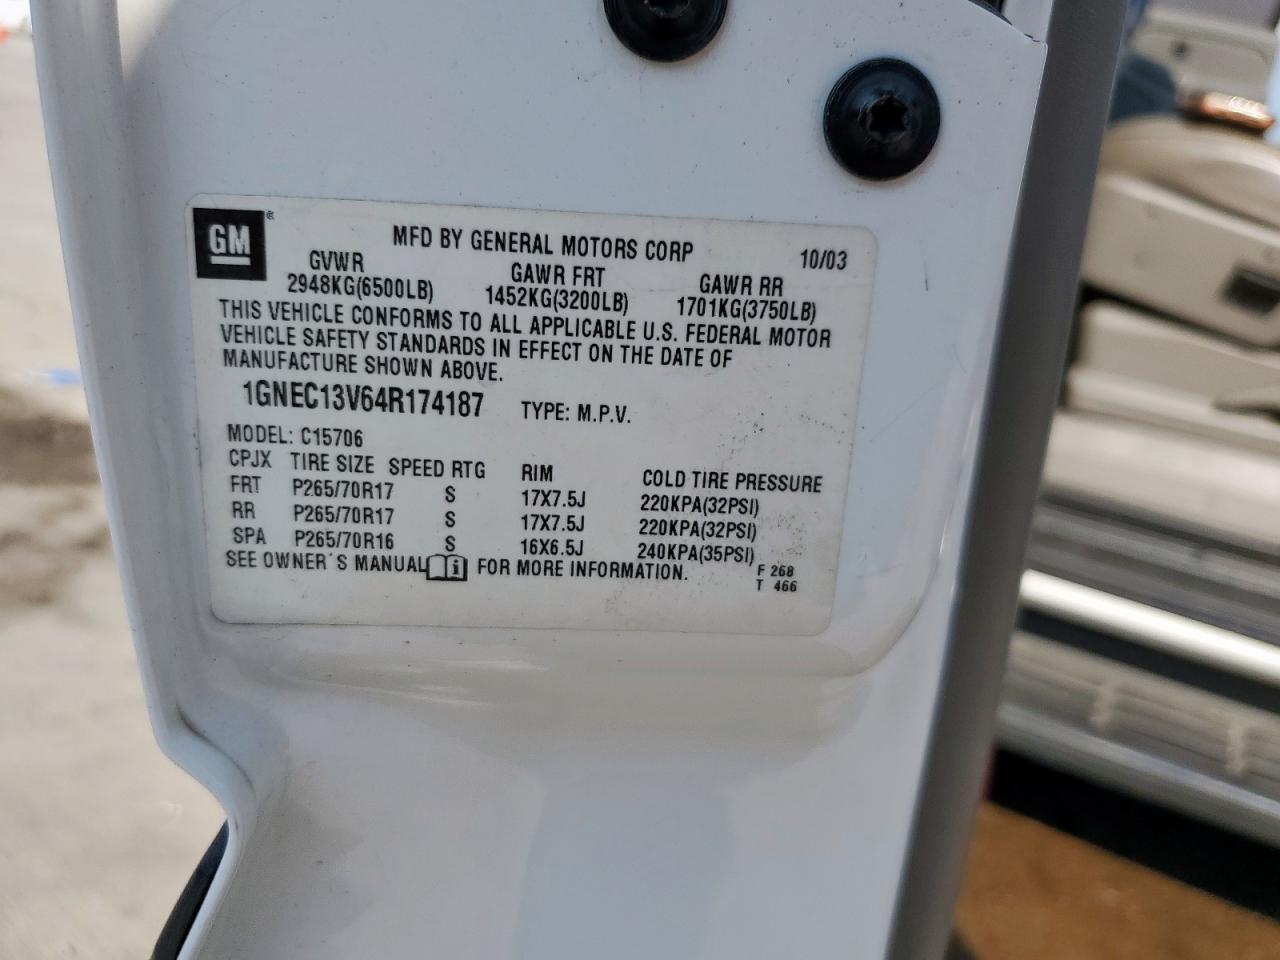 GM ®
MFD BY GENERAL MOTORS CORP 10/03
GVWR GAWR FRT GAWR RR
2948KG(6500LB) 1452KG(3200LB) 1701KG(3750LB)
THIS VEHICLE CONFORMS TO ALL APPLICABLE U.S. FEDERAL MOTOR
VEHICLE SAFETY STANDARDS IN EFFECT ON THE DATE OF
MANUFACTURE SHOWN ABOVE.
1GNEC13V64R174187 TYPE: M.P.V.
MODEL: C15706
CPJX TIRE SIZE SPEED RTG RIM COLD TIRE PRESSURE
FRT P265/70R17 S 17X7.5J 220KPA(32PSI)
RR P265/70R17 S 17X7.5J 220KPA(32PSI)
SPA P265/70R16 S 16X6.5J 240KPA(35PSI)
SEE OWNER'S MANUAL i FOR MORE INFORMATION.
F 268
T 466